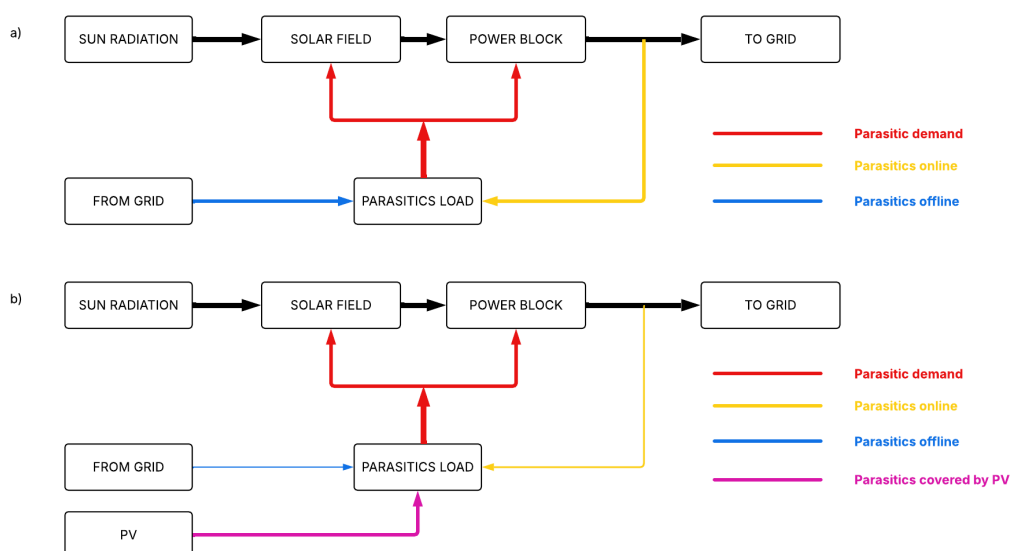 a)
SUN RADIATION
SOLAR FIELD
POWER BLOCK
TO GRID
Parasitic demand
Parasitics online
FROM GRID
PARASITICS LOAD
Parasitics offline
b)
SUN RADIATION
SOLAR FIELD
POWER BLOCK
TO GRID
Parasitic demand
Parasitics online
Parasitics offline
FROM GRID
PARASITICS LOAD
Parasitics covered by PV
PV